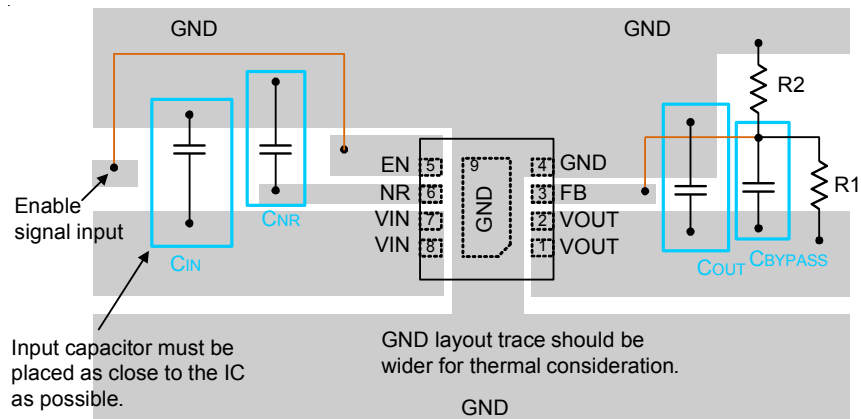 GND
GND
R2
EN
5
9
4
GND
NR
6
GND
3
FB
R1
VIN
7
2
VOUT
VIN
8
1
VOUT
Enable
signal input
CNR
CIN
COUT
CBYPASS
Input capacitor must be
placed as close to the IC
as possible.
GND layout trace should be
wider for thermal consideration.
GND